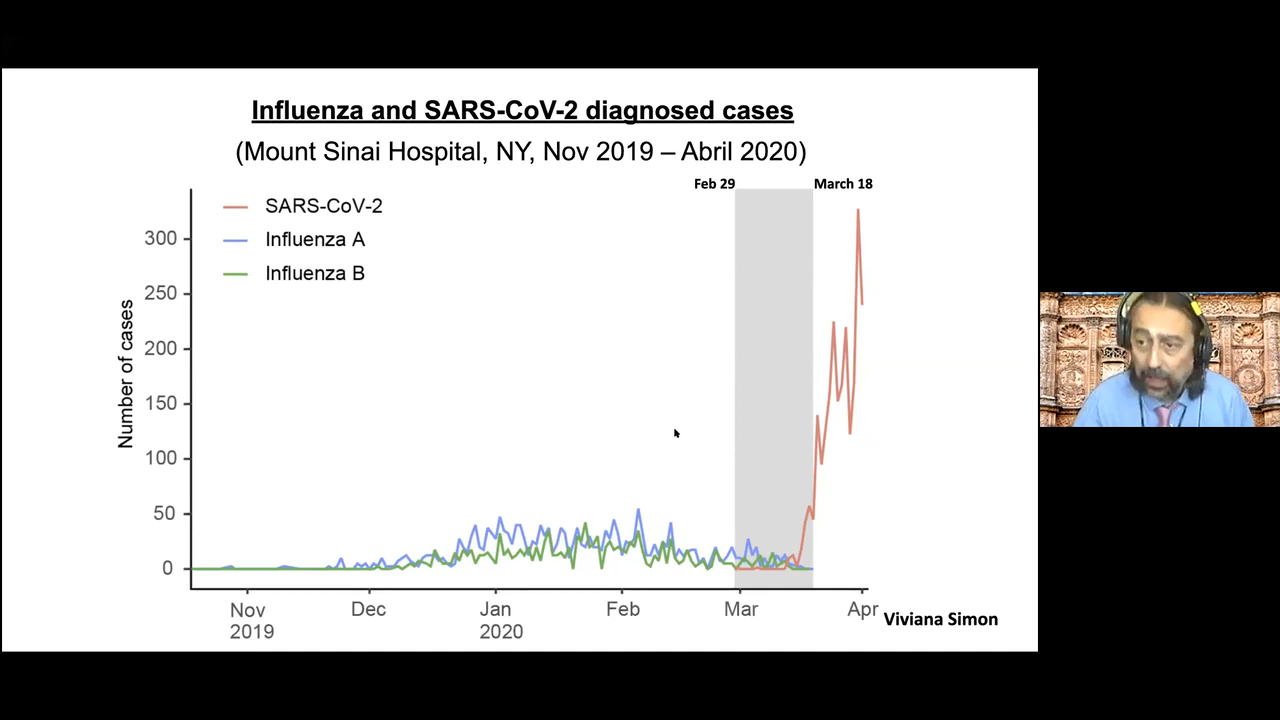 Influenza and SARS-CoV-2 diagnosed cases
(Mount Sinai Hospital, NY, Nov 2019 – Abril 2020)
Feb 29
March 18
SARS-CoV-2
Influenza A
Influenza B
Number of cases
300
250
200
150
100
50
0
Nov
2019
Dec
Jan
2020
Feb
Mar
Apr
Viviana Simon